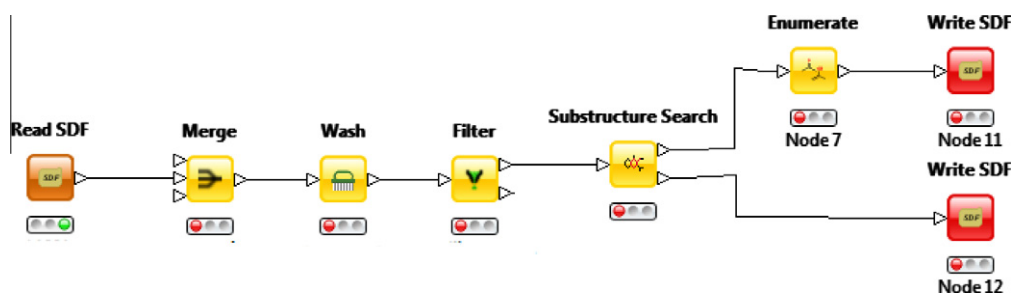 Enumerate
Write SDF
SDF
Node 7
Node 11
Read SDF
Merge
Wash
Filter
Substructure Search
Write SDF
SDF
SDF
Node 12